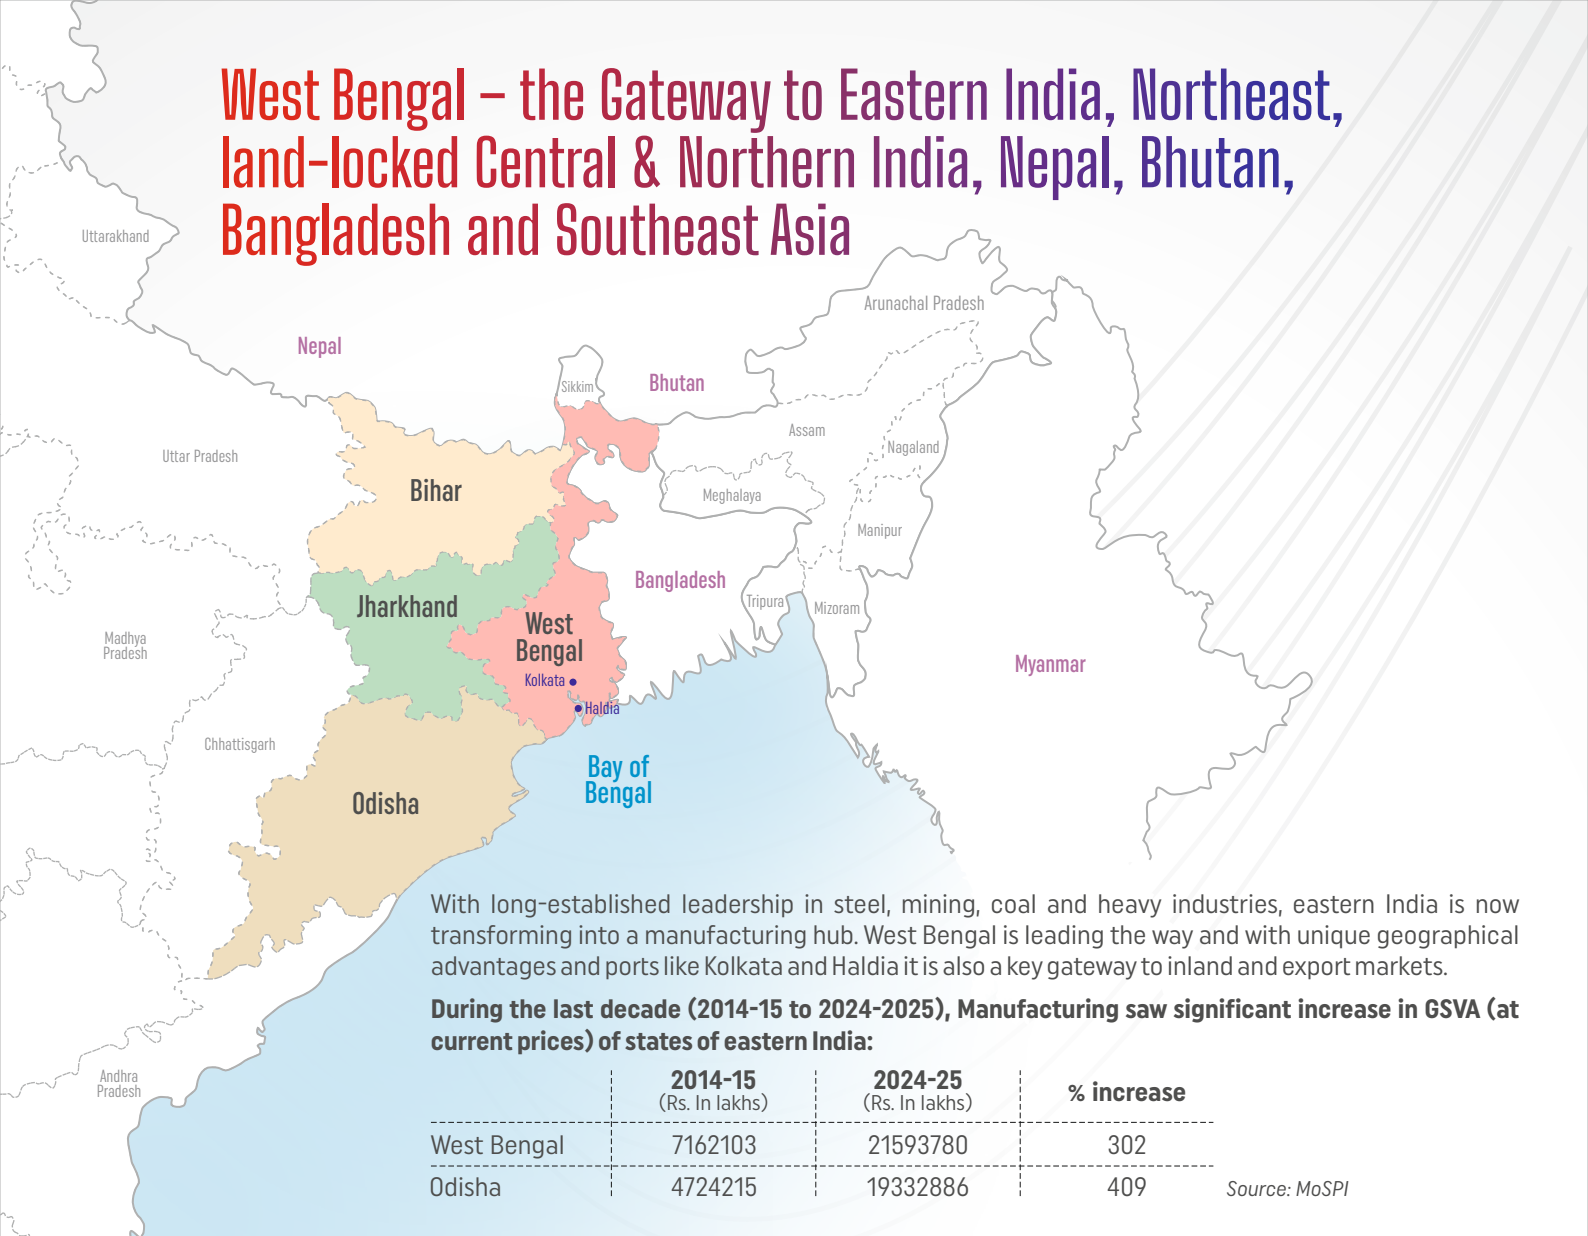 West Bengal – the Gateway to Eastern India, Northeast,
land-locked Central & Northern India, Nepal, Bhutan,
Bangladesh and Southeast Asia
Uttarakhand
Arunachal Pradesh
Nepal
Sikkim
Bhutan
Assam
Nagaland
Uttar Pradesh
Bihar
Meghalaya
Manipur
Bangladesh
Jharkhand
Tripura
Mizoram
West
Bengal
Madhya
Pradesh
Myanmar
Kolkata
Haldia
Chhattisgarh
Bay of
Bengal
Odisha
With long-established leadership in steel, mining, coal and heavy industries, eastern India is now
transforming into a manufacturing hub. West Bengal is leading the way and with unique geographical
advantages and ports like Kolkata and Haldia it is also a key gateway to inland and export markets.
During the last decade (2014-15 to 2024-2025), Manufacturing saw significant increase in GSVA (at
current prices) of states of eastern India:
Andhra
Pradesh
2014-15 2024-25 % increase
(Rs. In lakhs) (Rs. In lakhs)
West Bengal 7162103 21593780 302
Odisha 4724215 19332886 409 Source: MoSPI